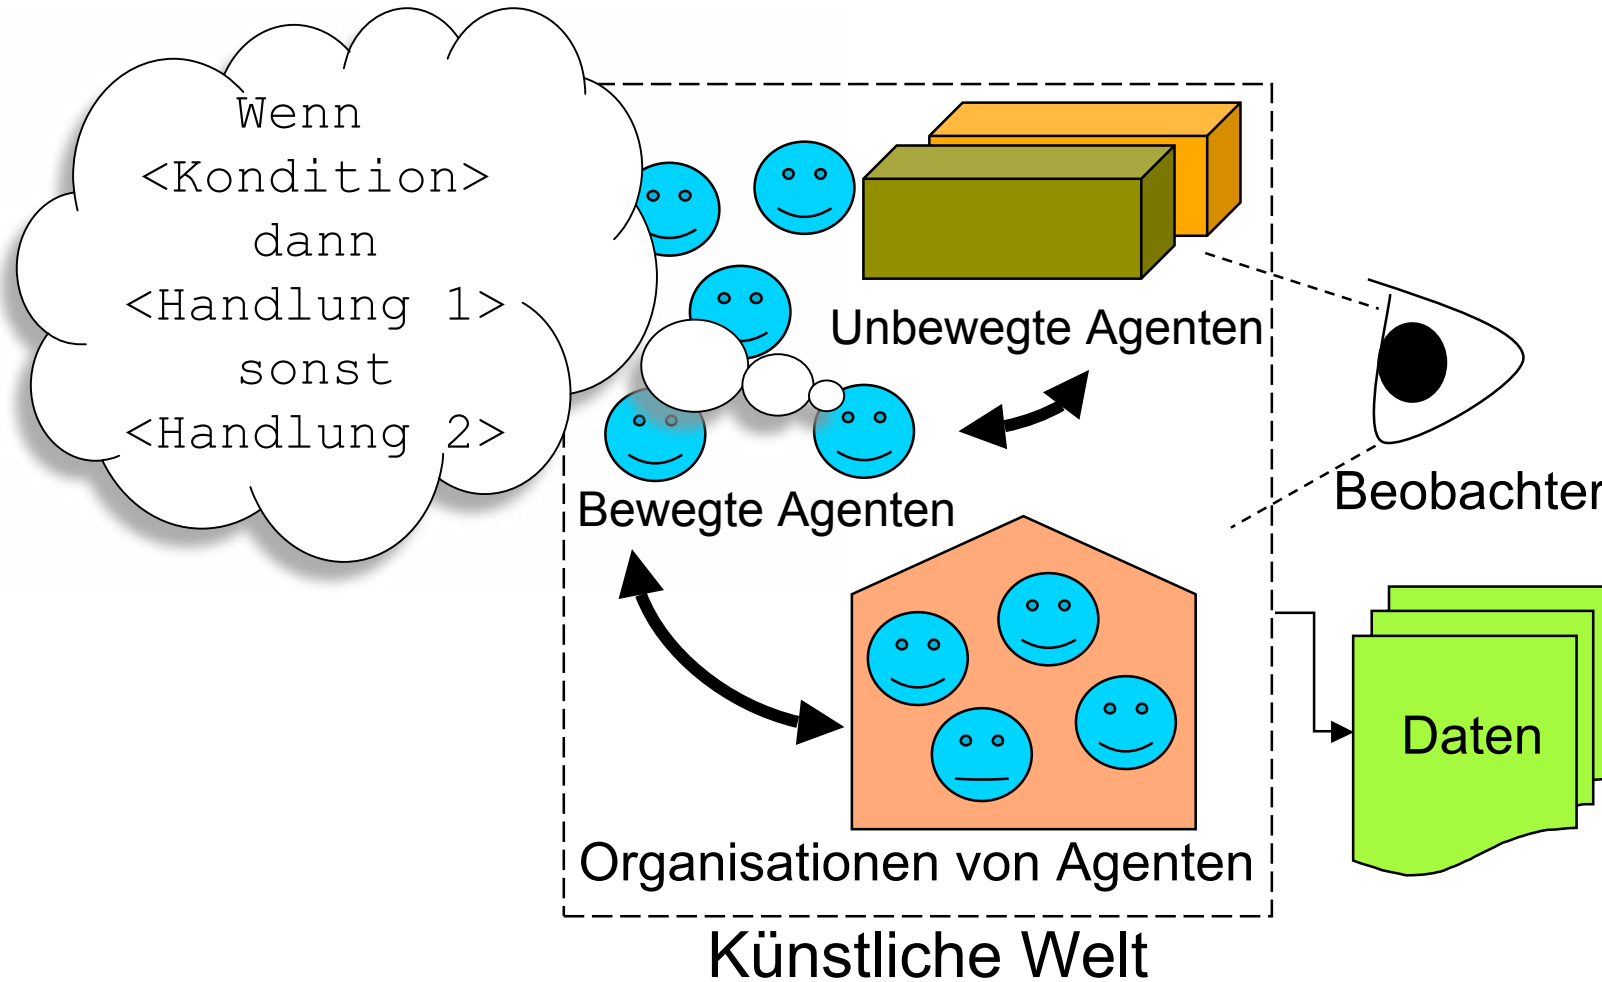 Wenn
<Kondition>
dann
<Handlung 1>
sonst
<Handlung 2>
Unbewegte Agenten
Bewegte Agenten
Beobachter
Daten
Organisationen von Agenten
Künstliche Welt